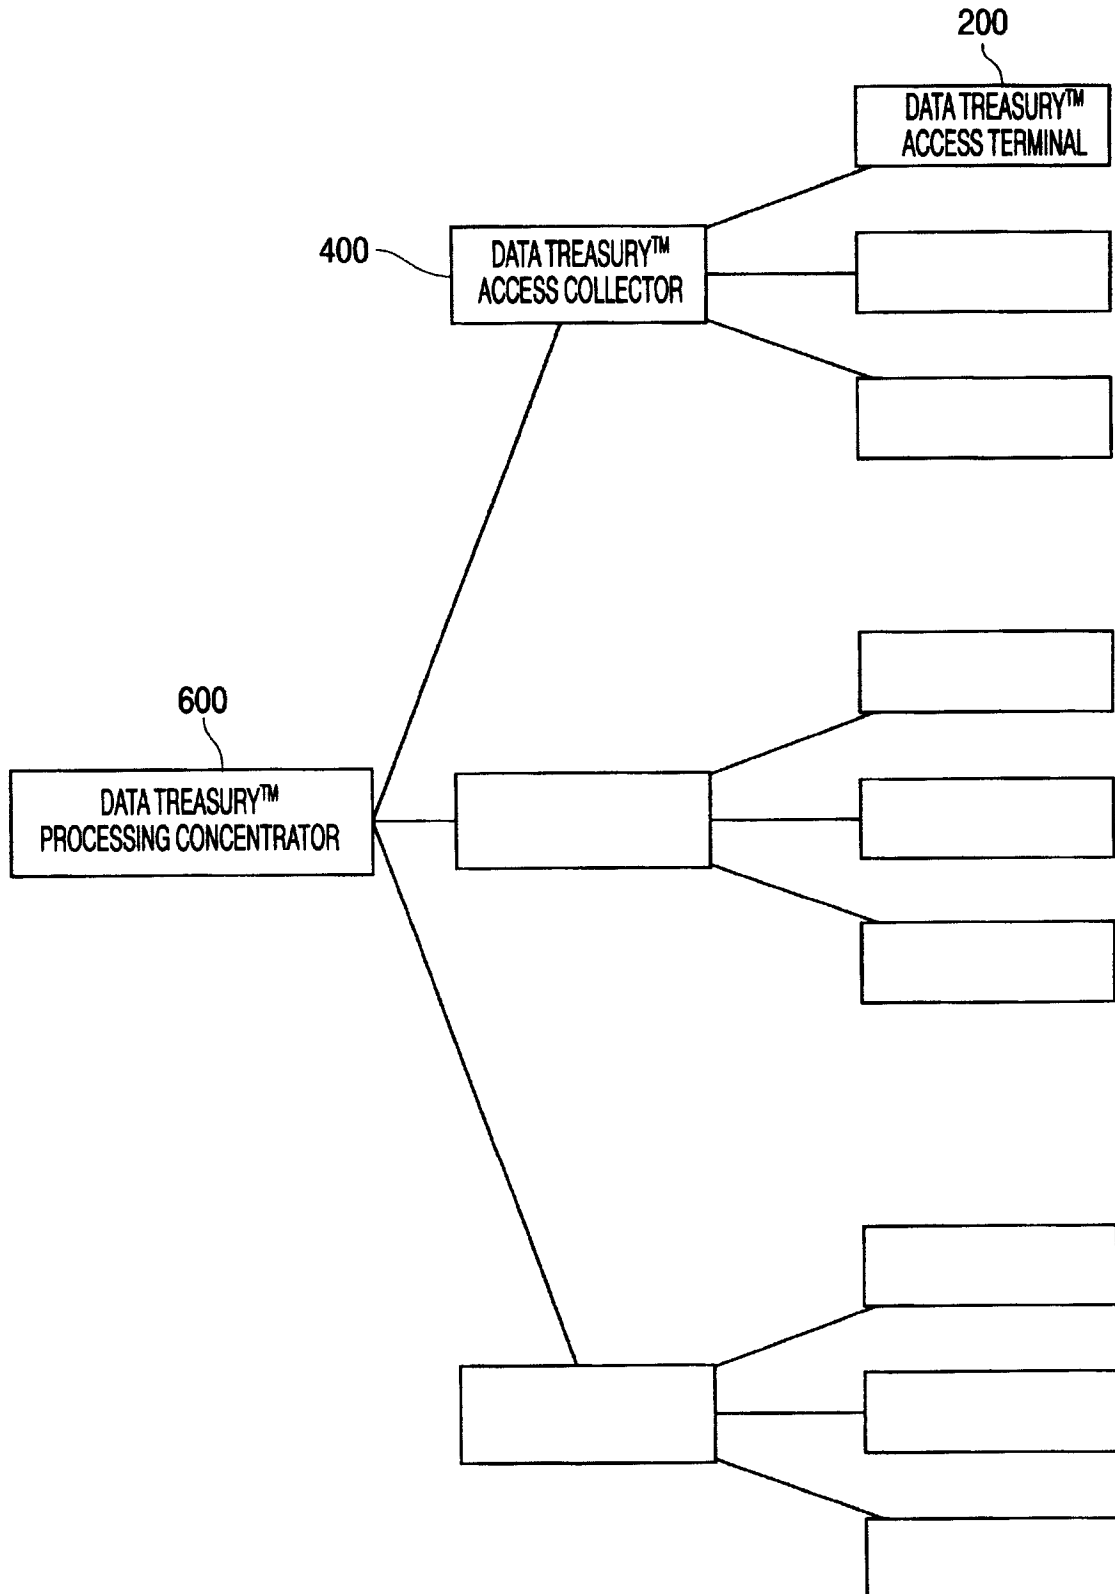 200
DATA TREASURY™
ACCESS TERMINAL
400
DATA TREASURY™
ACCESS COLLECTOR
600
DATA TREASURY™
PROCESSING CONCENTRATOR